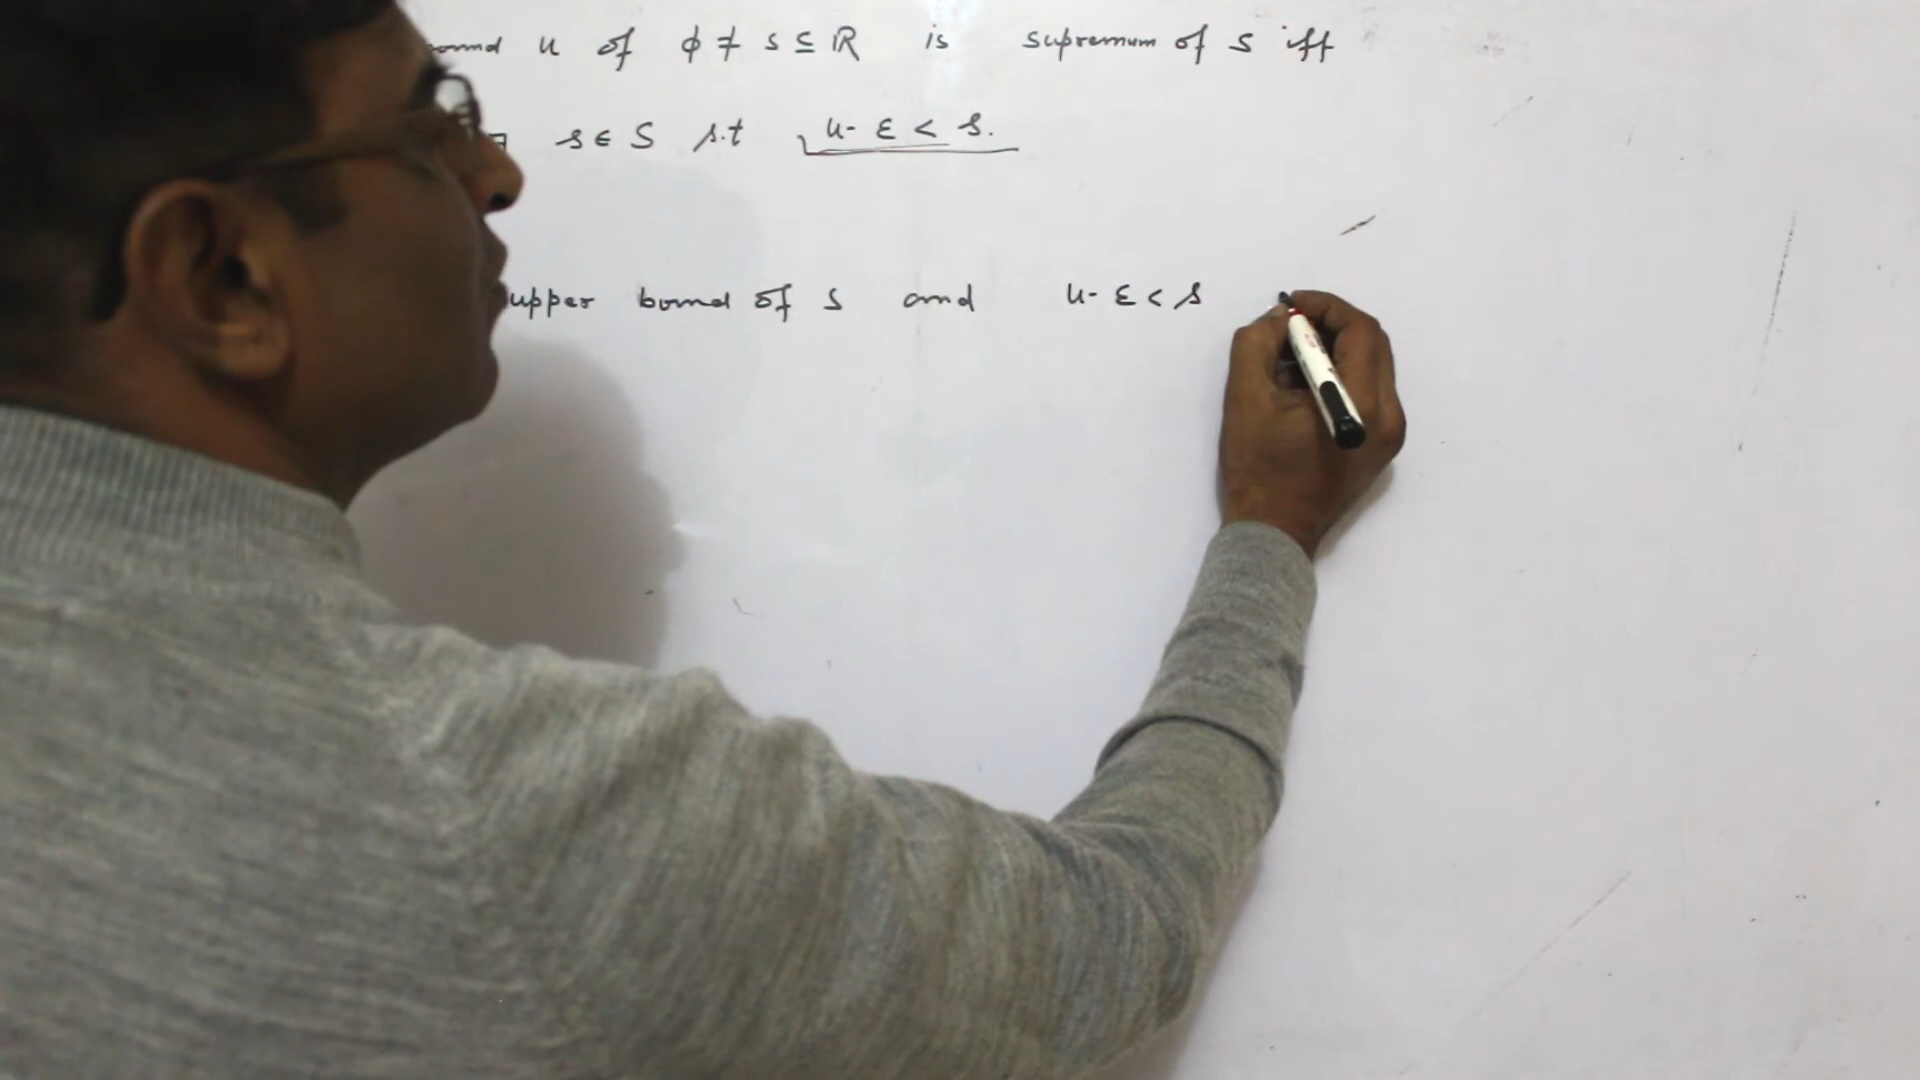 u of ϕ ≠ S ⊆ ℝ is supremum of S iff
s ∈ S s.t u - ε < s.
upper bound of S and u - ε < s